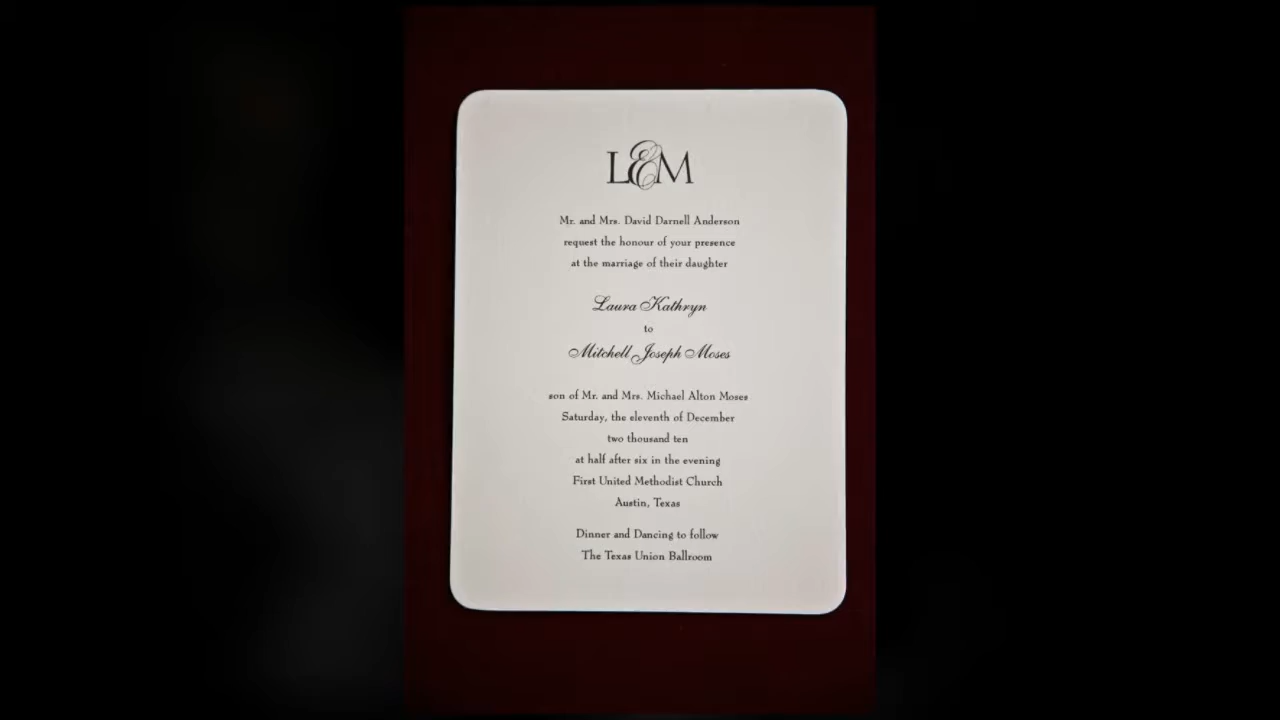 L&M
Mr. and Mrs. David Darnell Anderson
request the honour of your presence
at the marriage of their daughter
Laura Kathryn
to
Mitchell Joseph Moses
son of Mr. and Mrs. Michael Alton Moses
Saturday, the eleventh of December
two thousand ten
at half after six in the evening
First United Methodist Church
Austin, Texas
Dinner and Dancing to follow
The Texas Union Ballroom